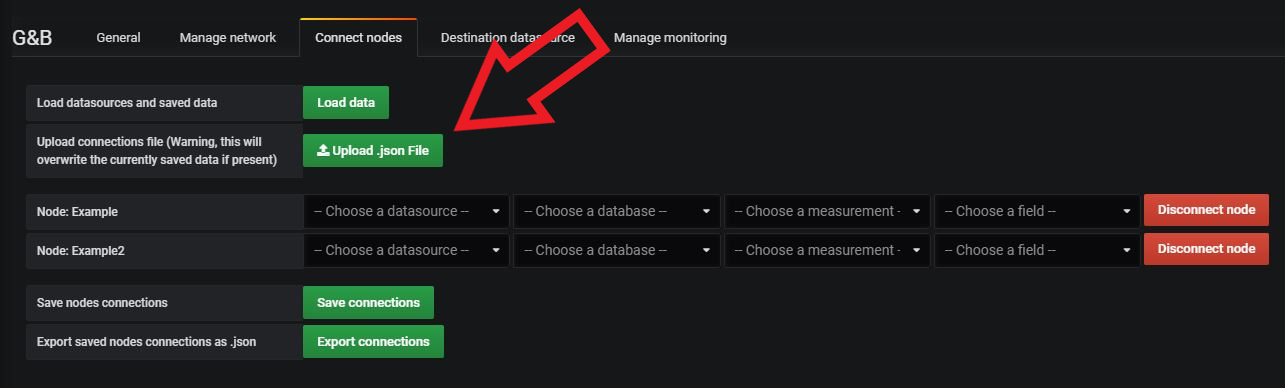 G&B General Manage network Connect nodes Destination datasource Manage monitoring
Load datasources and saved data Load data
Upload connections file (Warning, this will
overwrite the currently saved data if present) Upload .json File
Node: Example -- Choose a datasource -- -- Choose a database -- -- Choose a measurement - -- Choose a field -- Disconnect node
Node: Example2 -- Choose a datasource -- -- Choose a database -- -- Choose a measurement - -- Choose a field -- Disconnect node
Save nodes connections Save connections
Export saved nodes connections as .json Export connections